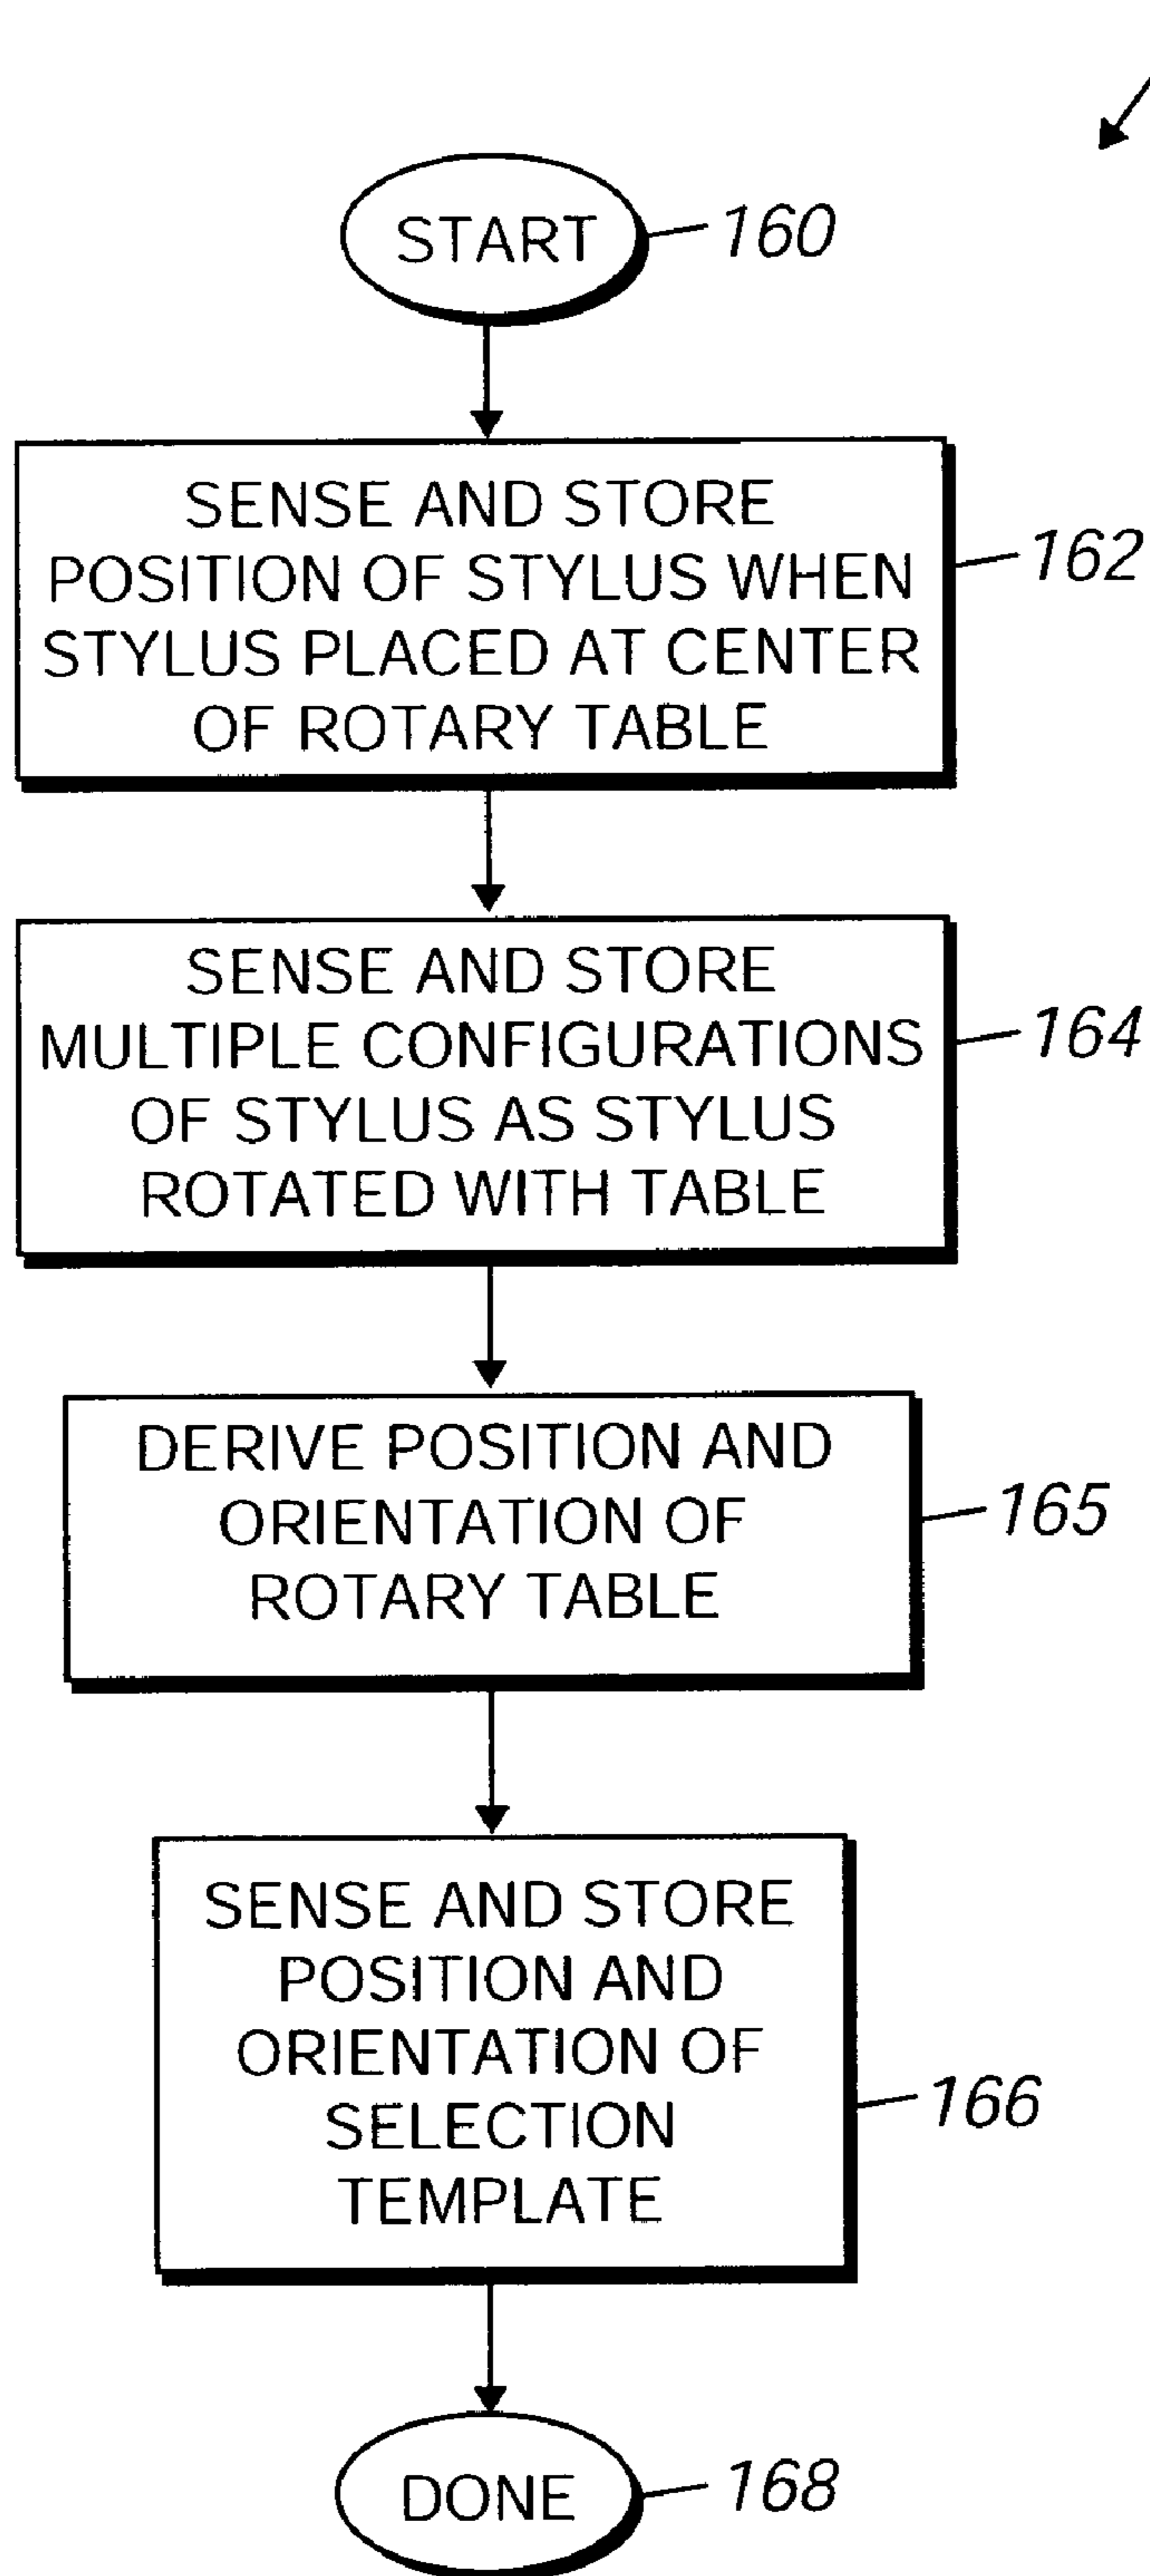 START
160
SENSE AND STORE
POSITION OF STYLUS WHEN
STYLUS PLACED AT CENTER
OF ROTARY TABLE
162
SENSE AND STORE
MULTIPLE CONFIGURATIONS
OF STYLUS AS STYLUS
ROTATED WITH TABLE
164
DERIVE POSITION AND
ORIENTATION OF
ROTARY TABLE
165
SENSE AND STORE
POSITION AND
ORIENTATION OF
SELECTION
TEMPLATE
166
DONE
168